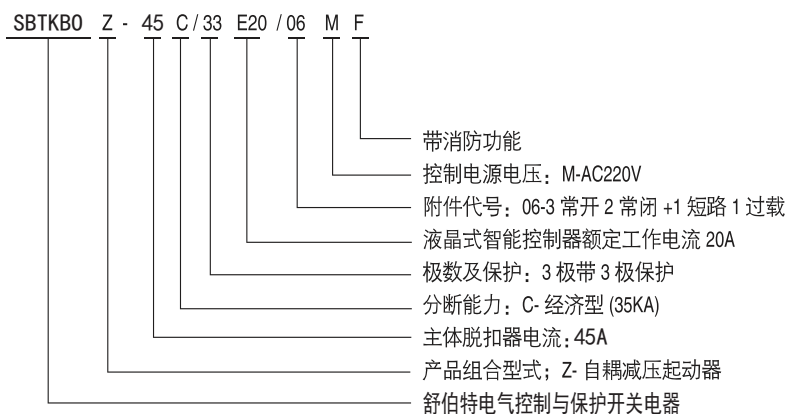 SBTKB0 Z - 45 C / 33 E20 / 06 M F
带消防功能
控制电源电压：M-AC220V
附件代号：06-3 常开 2 常闭 +1 短路 1 过载
液晶式智能控制器额定工作电流 20A
极数及保护：3 极带 3 极保护
分断能力：C- 经济型 (35KA)
主体脱扣器电流：45A
产品组合型式；Z- 自耦减压起动器
舒伯特电气控制与保护开关电器